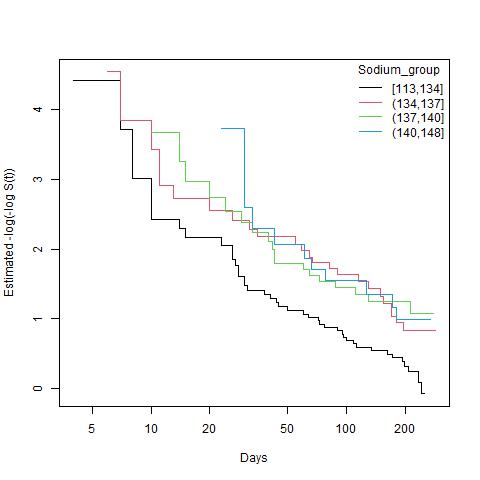 Sodium_group
[113,134]
(134,137]
(137,140]
(140,148]
Estimated -log(-log S(t))
4
3
2
1
0
5 10 20 50 100 200
Days